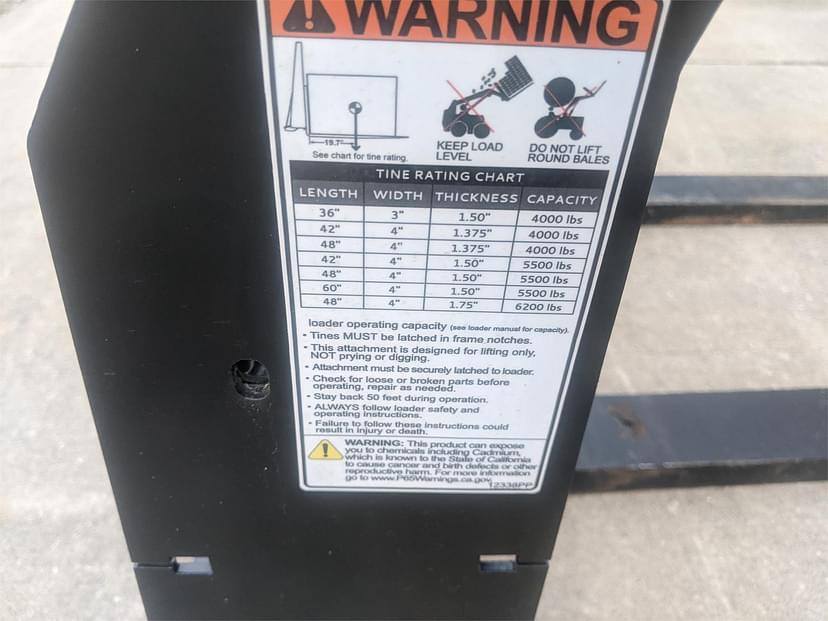 WARNING
19.7"
See chart for tine rating.
KEEP LOAD
LEVEL
DO NOT LIFT
ROUND BALES
TINE RATING CHART
LENGTH WIDTH THICKNESS CAPACITY
36" 3" 1.50" 4000 lbs
42" 4" 1.375" 4000 lbs
48" 4" 1.375" 4000 lbs
42" 4" 1.50" 5500 lbs
48" 4" 1.50" 5500 lbs
60" 4" 1.50" 5500 lbs
48" 4" 1.75" 6200 lbs
loader operating capacity (see loader manual for capacity).
• Tines MUST be latched in frame notches.
• This attachment is designed for lifting only,
NOT prying or digging.
• Attachment must be securely latched to loader.
• Check for loose or broken parts before
operating, repair as needed.
• Stay back 50 feet during operation.
• ALWAYS follow loader safety and
operating instructions.
• Failure to follow these instructions could
result in injury or death.
WARNING: This product can expose
you to chemicals including Cadmium,
which is known to the State of California
to cause cancer and birth defects or other
reproductive harm. For more information
go to www.P65Warnings.ca.gov
12338PP